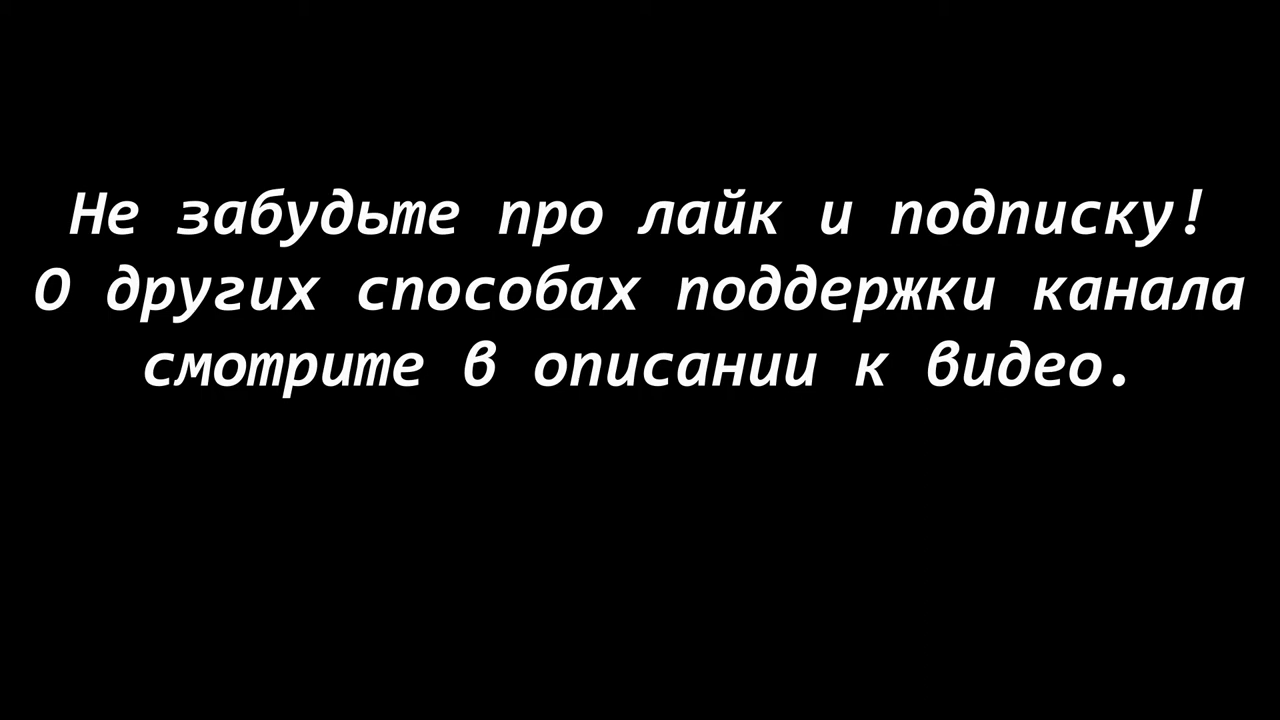 Не забудьте про лайк и подписку!
О других способах поддержки канала
смотрите в описании к видео.